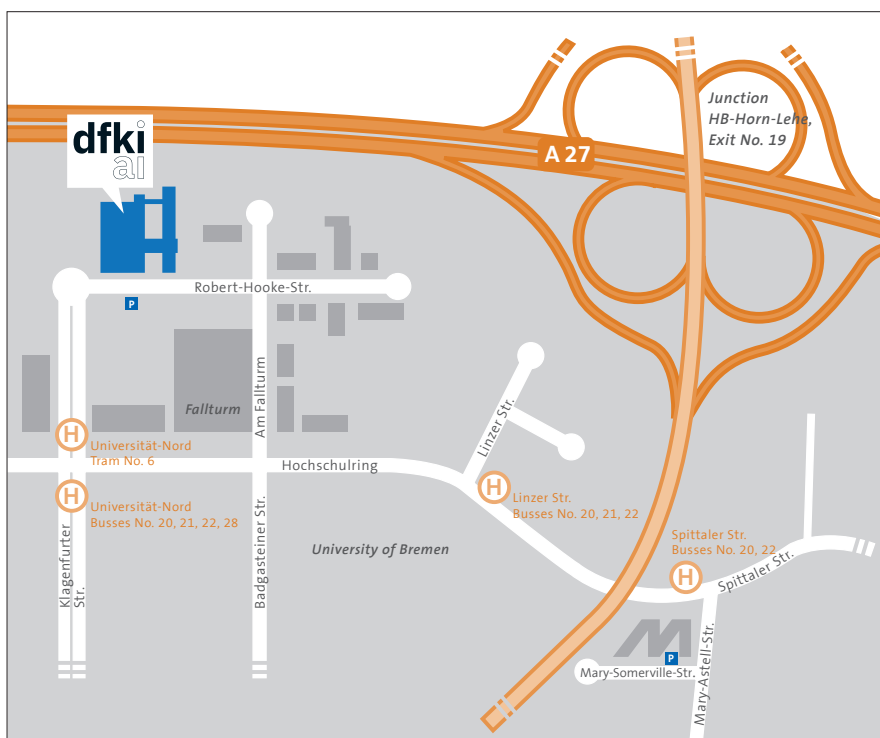 Junction
HB-Horn-Lehe,
Exit No. 19
A 27
dfki
ai
Robert-Hooke-Str.
P
Am Fallturm
Fallturm
Linzer Str.
H
Universität-Nord
Tram No. 6
Hochschulring
H
Universität-Nord
Busses No. 20, 21, 22, 28
H
Linzer Str.
Busses No. 20, 21, 22
Klagenfurter
Str.
Badgasteiner Str.
University of Bremen
Spittaler Str.
Busses No. 20, 22
H
Spittaler Str.
P
Mary-Somerville-Str.
Mary-Astell-Str.